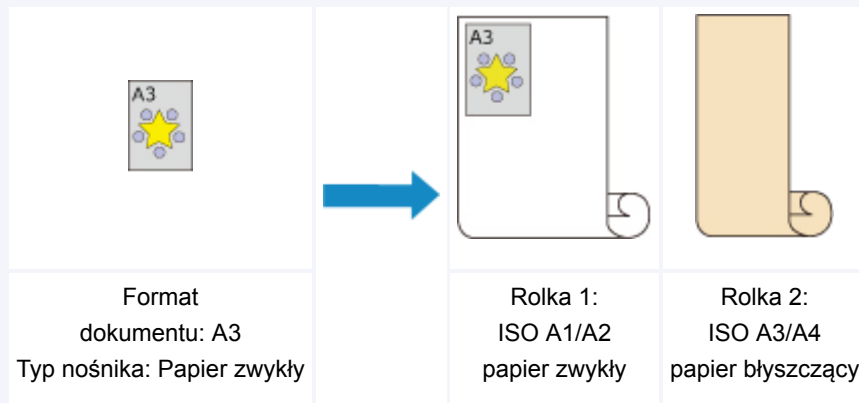 A3
A3
Format
dokumentu: A3
Typ nośnika: Papier zwykły
Rolka 1:
ISO A1/A2
papier zwykły
Rolka 2:
ISO A3/A4
papier błyszczący